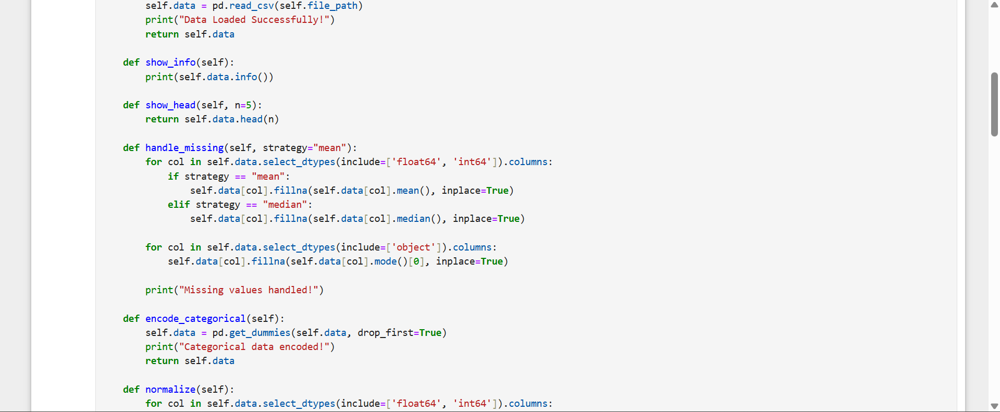 self.data = pd.read_csv(self.file_path)
print("Data Loaded Successfully!")
return self.data
def show_info(self):
print(self.data.info())
def show_head(self, n=5):
return self.data.head(n)
def handle_missing(self, strategy="mean"):
for col in self.data.select_dtypes(include=['float64', 'int64']).columns:
if strategy == "mean":
self.data[col].fillna(self.data[col].mean(), inplace=True)
elif strategy == "median":
self.data[col].fillna(self.data[col].median(), inplace=True)
for col in self.data.select_dtypes(include=['object']).columns:
self.data[col].fillna(self.data[col].mode()[0], inplace=True)
print("Missing values handled!")
def encode_categorical(self):
self.data = pd.get_dummies(self.data, drop_first=True)
print("Categorical data encoded!")
return self.data
def normalize(self):
for col in self.data.select_dtypes(include=['float64', 'int64']).columns: